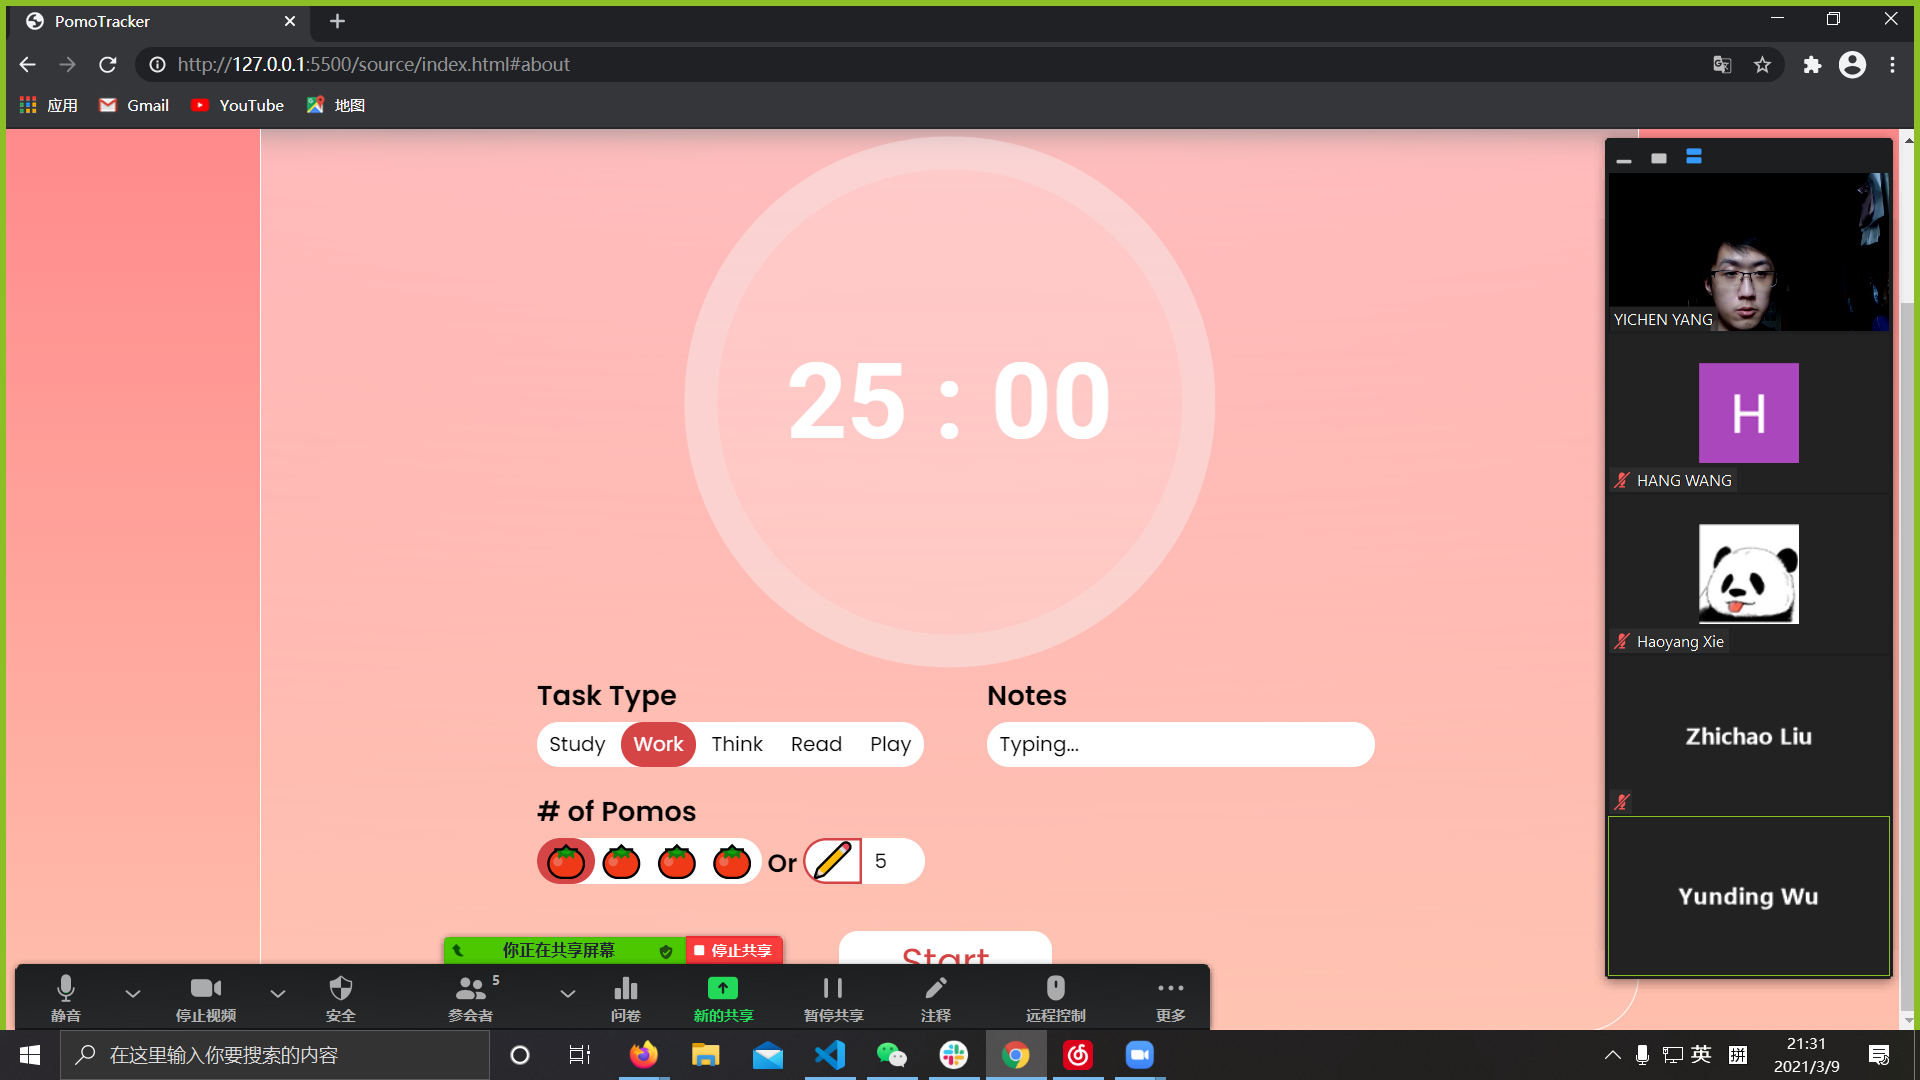 PomoTracker
http://127.0.0.1:5500/source/index.html#about
应用
Gmail
YouTube
地图
25 : 00
Task Type
Study Work Think Read Play
Notes
Typing...
# of Pomos
Or 5
Start
YICHEN YANG
H
HANG WANG
Haoyang Xie
Zhichao Liu
Yunding Wu
你正在共享屏幕
停止共享
静音
停止视频
安全
5
参会者
问卷
新的共享
暂停共享
注释
远程控制
更多
在这里输入你要搜索的内容
英
拼
21:31
2021/3/9